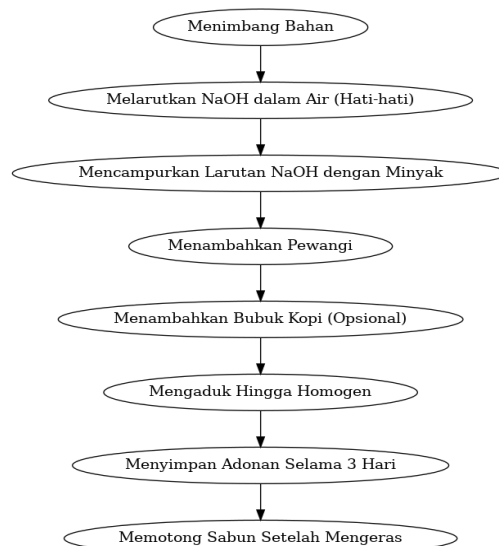 Menimbang Bahan
Melarutkan NaOH dalam Air (Hati-hati)
Mencampurkan Larutan NaOH dengan Minyak
Menambahkan Pewangi
Menambahkan Bubuk Kopi (Opsional)
Mengaduk Hingga Homogen
Menyimpan Adonan Selama 3 Hari
Memotong Sabun Setelah Mengeras